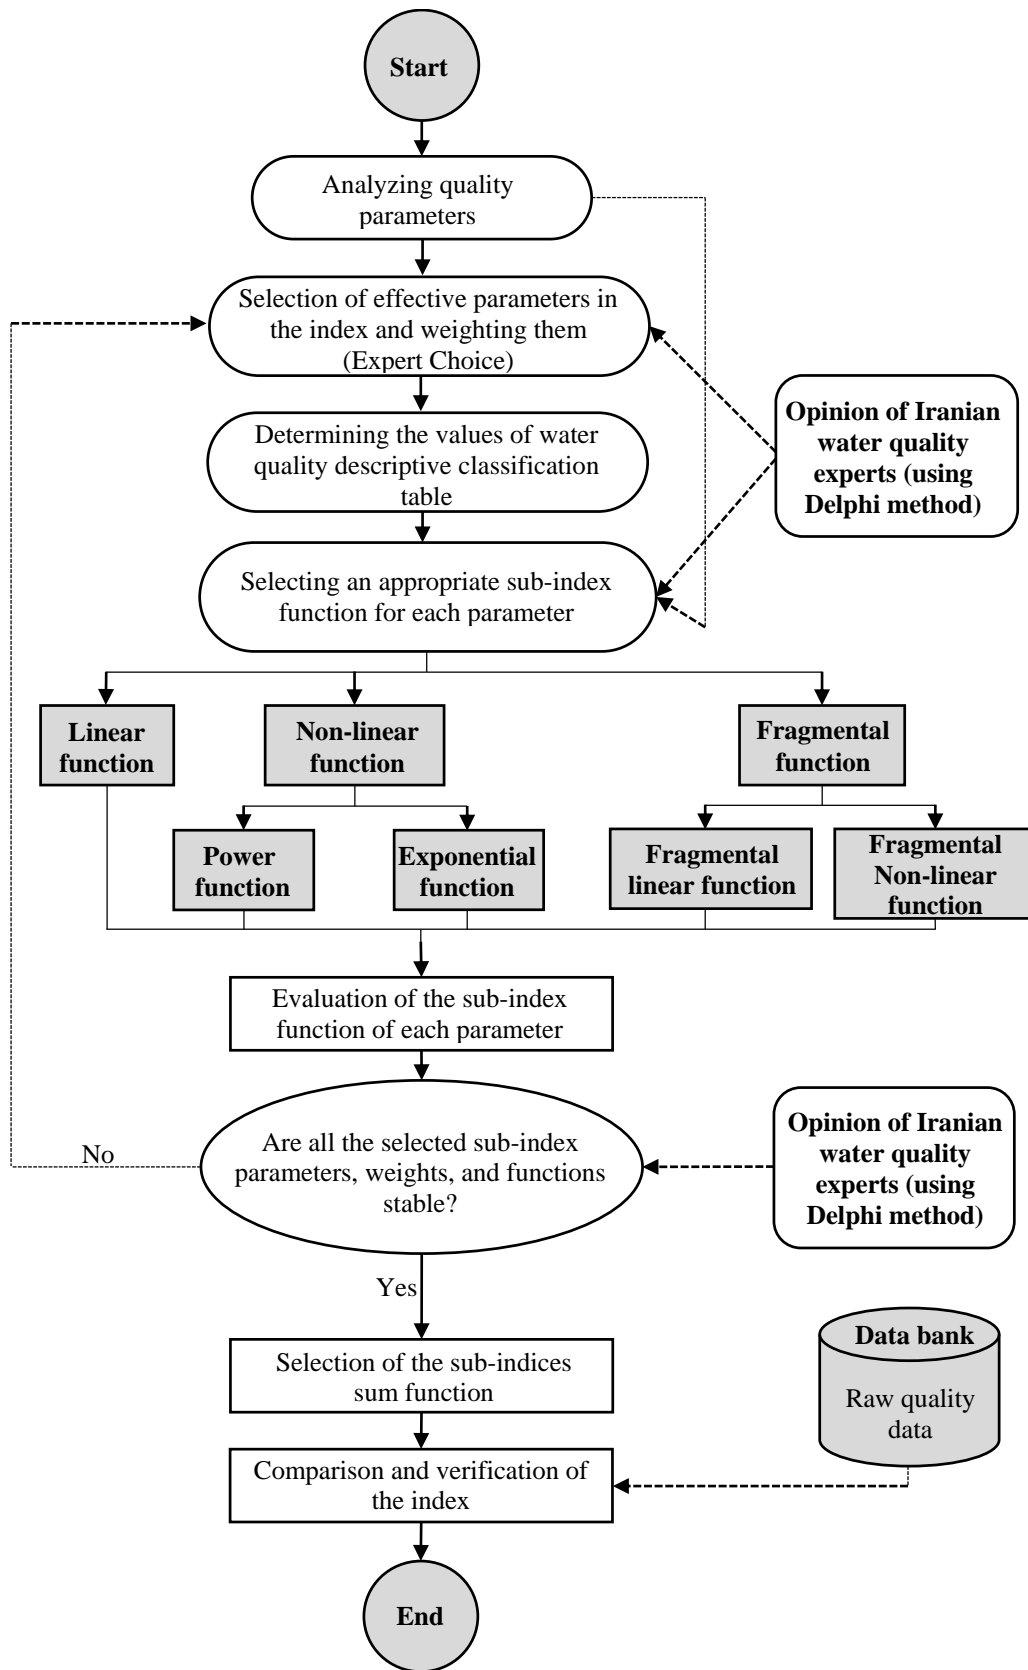 Start
Analyzing quality
parameters
Selection of effective parameters in
the index and weighting them
(Expert Choice)
Opinion of Iranian
water quality
experts (using
Delphi method)
Determining the values of water
quality descriptive classification
table
Selecting an appropriate sub-index
function for each parameter
Linear
function
Non-linear
function
Fragmental
function
Power
function
Exponential
function
Fragmental
linear function
Fragmental
Non-linear
function
Evaluation of the sub-index
function of each parameter
Are all the selected sub-index
parameters, weights, and functions
stable?
No
Opinion of Iranian
water quality
experts (using
Delphi method)
Yes
Selection of the sub-indices
sum function
Data bank
Raw quality
data
Comparison and verification of
the index
End